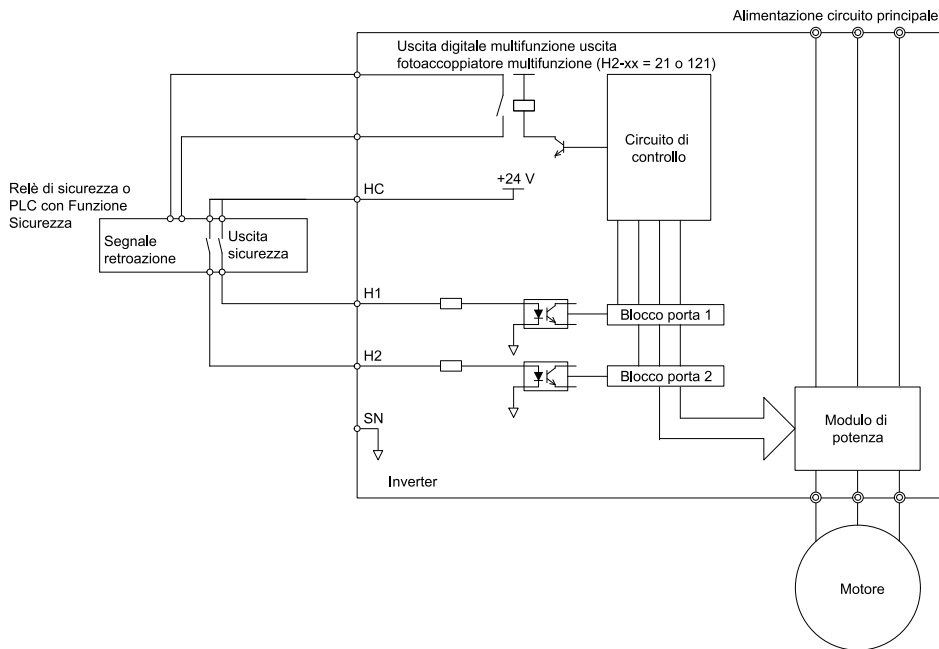 Alimentazione circuito principale
Uscita digitale multifunzione uscita
fotoaccoppiatore multifunzione (H2-xx = 21 o 121)
Circuito di
controllo
+24 V
HC
Relè di sicurezza o
PLC con Funzione
Sicurezza
Segnale
retroazione
Uscita
sicurezza
H1
Blocco porta 1
H2
Blocco porta 2
SN
Modulo di
potenza
Inverter
Motore